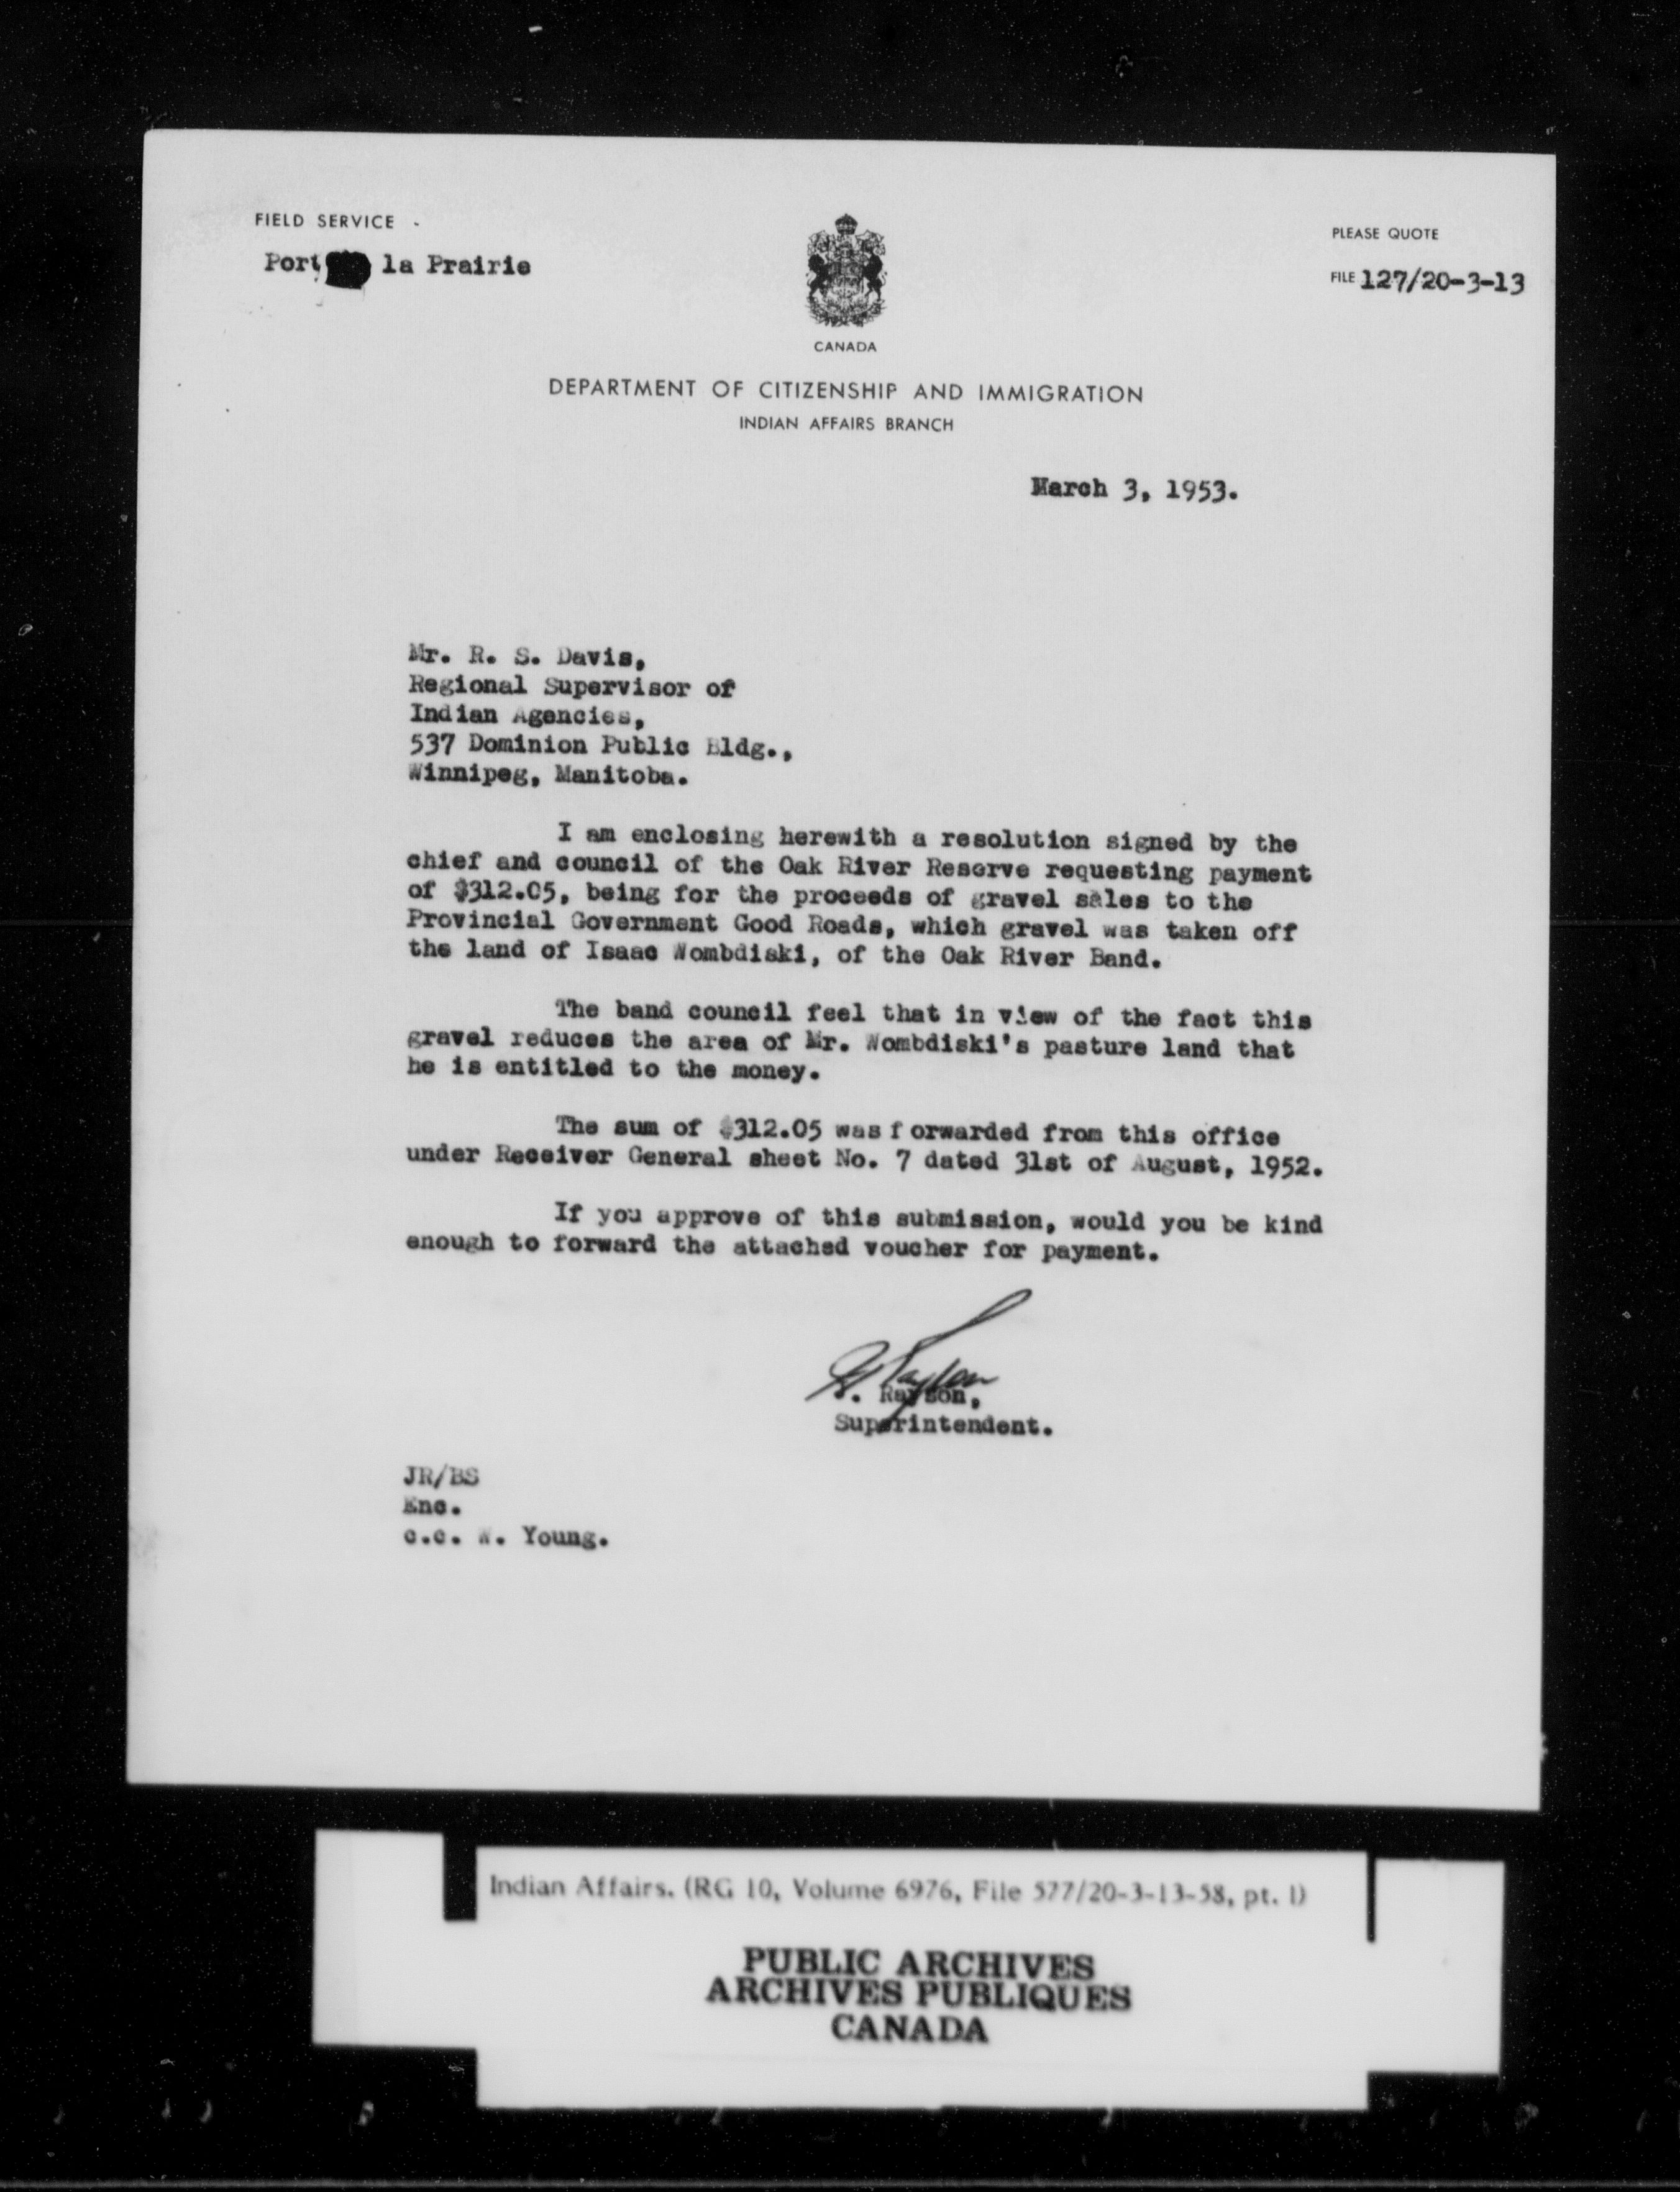 FIELD SERVICE -
Port la Prairie
PLEASE QUOTE
FILE 127/20-3-13
CANADA
DEPARTMENT OF CITIZENSHIP AND IMMIGRATION
INDIAN AFFAIRS BRANCH
March 3, 1953.
Mr. R. S. Davis,
Regional Supervisor of
Indian Agencies,
537 Dominion Public Bldg.,
Winnipeg, Manitoba.
I am enclosing herewith a resolution signed by the
chief and council of the Oak River Reserve requesting payment
of $312.05, being for the proceeds of gravel sales to the
Provincial Government Good Roads, which gravel was taken off
the land of Isaac Wombdiski, of the Oak River Band.
The band council feel that in view of the fact this
gravel reduces the area of Mr. Wombdiski's pasture land that
he is entitled to the money.
The sum of $312.05 was forwarded from this office
under Receiver General sheet No. 7 dated 31st of August, 1952.
If you approve of this submission, would you be kind
enough to forward the attached voucher for payment.
Superintendent.
JR/BS
Enc.
c.c. W. Young.
Indian Affairs. (RG 10, Volume 6976, File 577/20-3-13-58, pt. 1)
PUBLIC ARCHIVES
ARCHIVES PUBLIQUES
CANADA